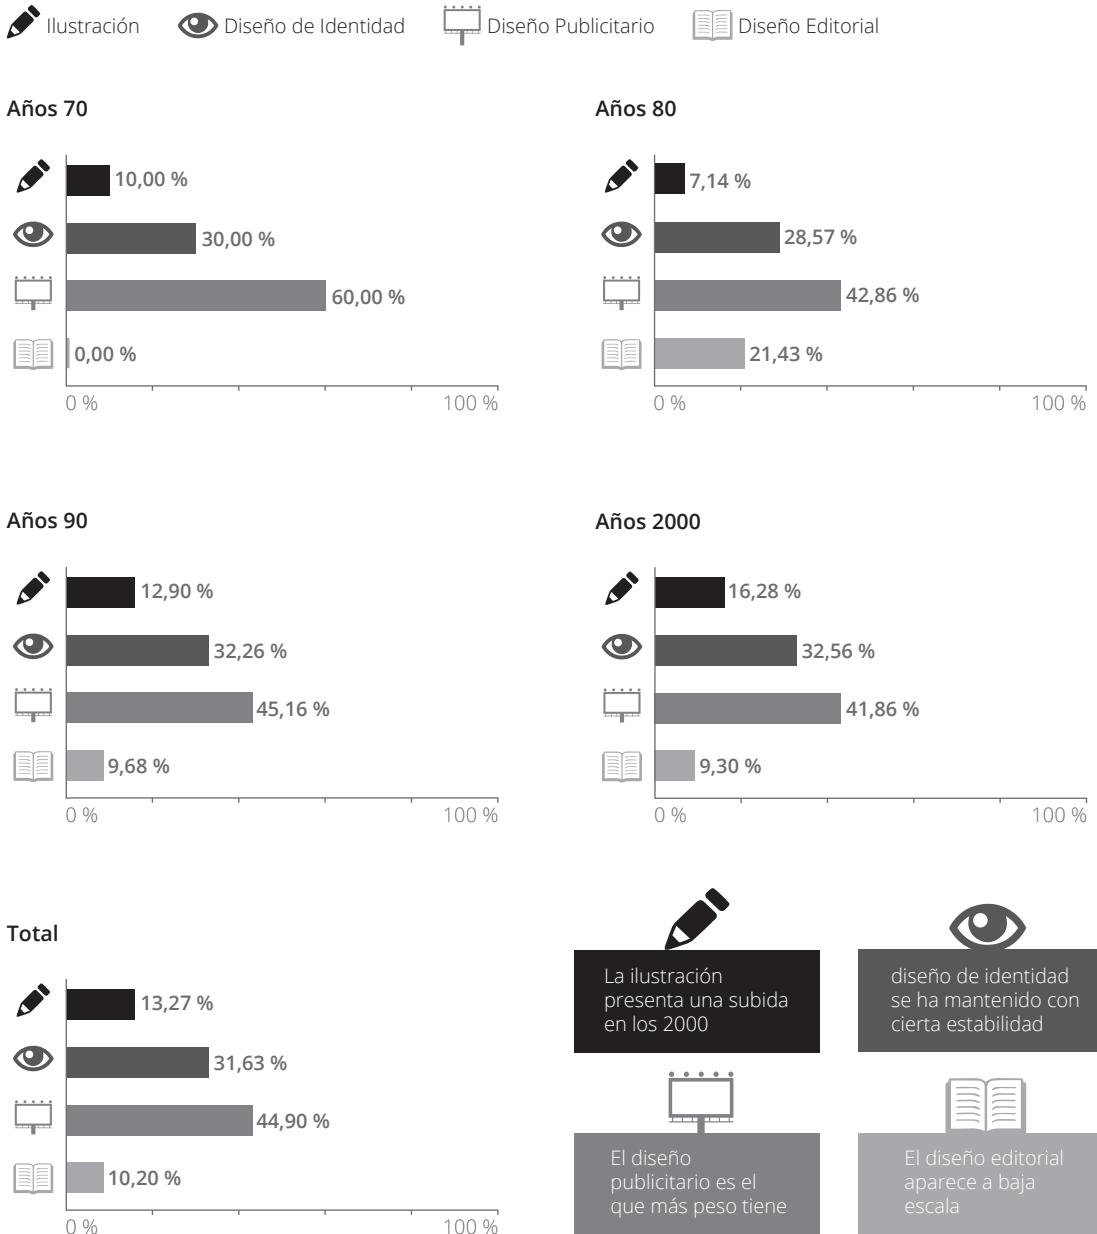 Ilustración
Diseño de Identidad
Diseño Publicitario
Diseño Editorial
Años 70
10,00 %
30,00 %
60,00 %
0,00 %
0 %
100 %
Años 80
7,14 %
28,57 %
42,86 %
21,43 %
0 %
100 %
Años 90
12,90 %
32,26 %
45,16 %
9,68 %
0 %
100 %
Años 2000
16,28 %
32,56 %
41,86 %
9,30 %
0 %
100 %
Total
13,27 %
31,63 %
44,90 %
10,20 %
0 %
100 %
La ilustración
presenta una subida
en los 2000
diseño de identidad
se ha mantenido con
cierta estabilidad
El diseño
publicitario es el
que más peso tiene
El diseño editorial
aparece a baja
escala